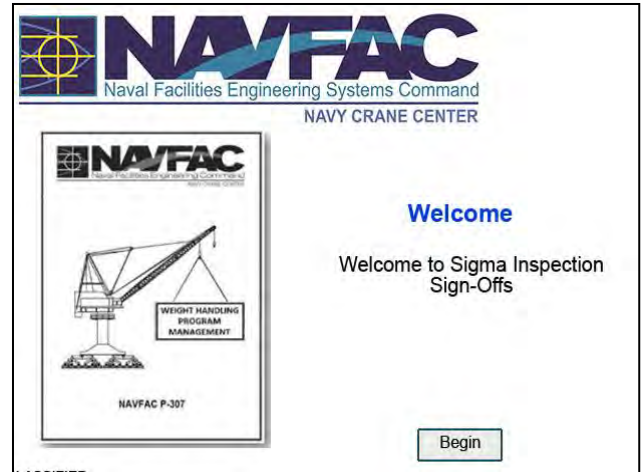 NAVFAC
Naval Facilities Engineering Systems Command
NAVY CRANE CENTER
NAVFAC
Naval Facilities Engineering Command
NAVY CRANE CENTER
WEIGHT HANDLING
PROGRAM
MANAGEMENT
NAVFAC P-307
Welcome
Welcome to Sigma Inspection
Sign-Offs
Begin